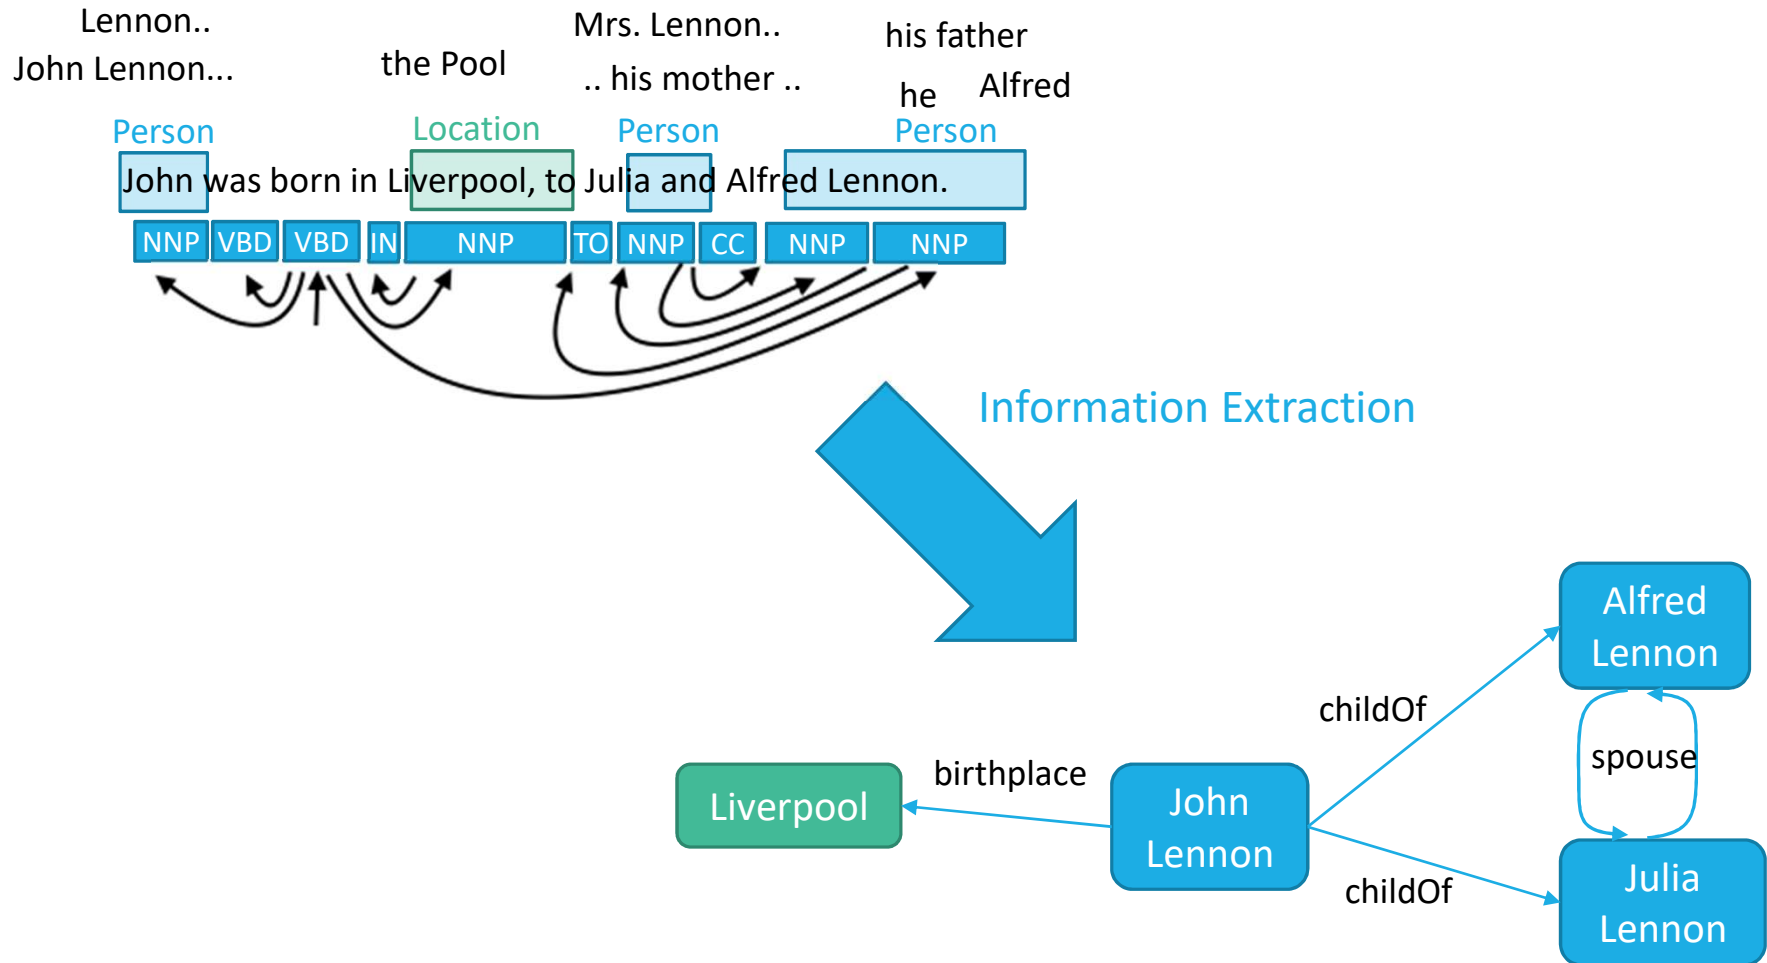 Lennon..
John Lennon...
the Pool
Mrs. Lennon..
.. his mother ..
his father
he
Alfred
Person
Location
Person
Person
John was born in Liverpool, to Julia and Alfred Lennon.
NNP VBD VBD IN NNP TO NNP CC NNP NNP
Information Extraction
Alfred
Lennon
childOf
spouse
birthplace
Liverpool
John
Lennon
childOf
Julia
Lennon